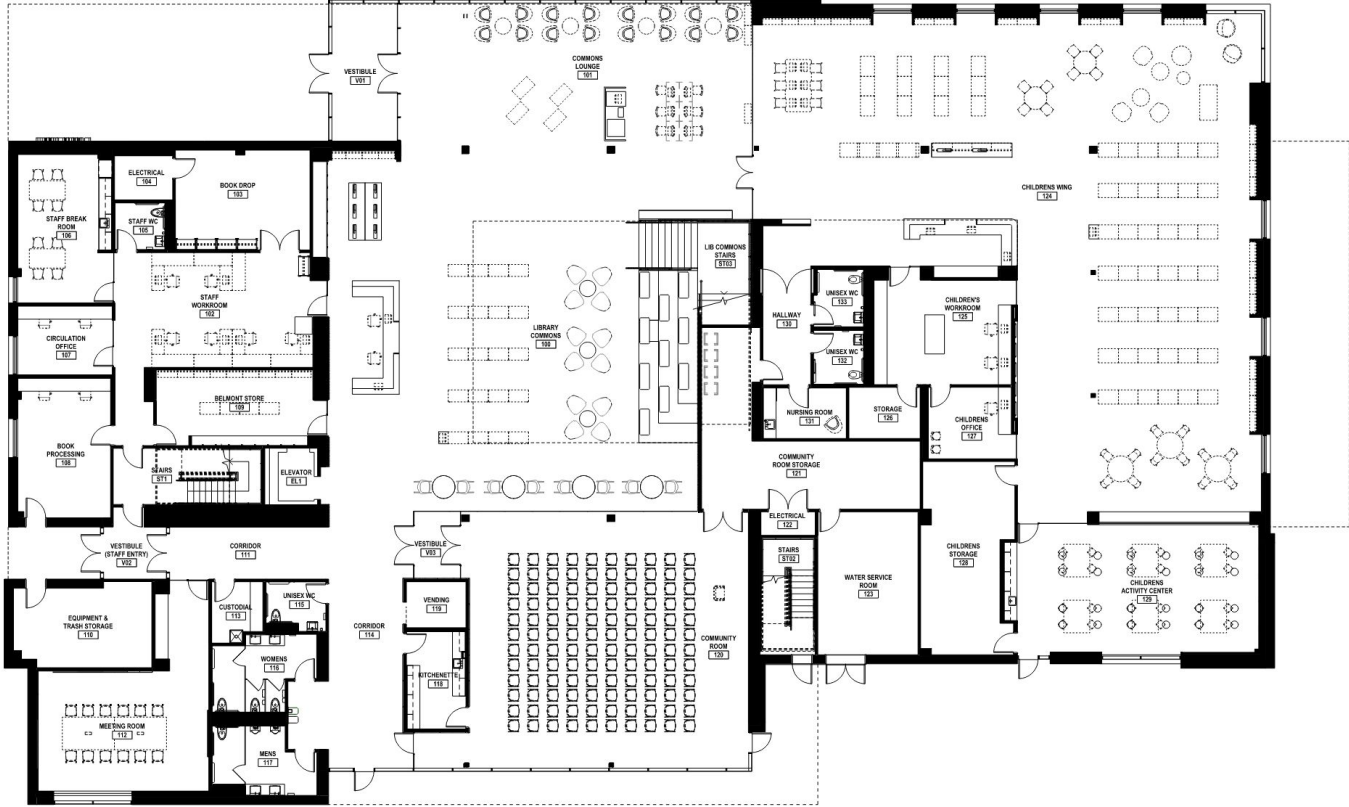 VESTIBULE
V01
COMMONS
LOUNGE
101
ELECTRICAL
104
BOOK DROP
103
STAFF BREAK
ROOM
106
STAFF WC
105
CHILDRENS WING
124
LIB COMMONS
STAIRS
ST03
STAFF
WORKROOM
102
UNISEX WC
133
CHILDREN'S
WORKROOM
125
HALLWAY
130
LIBRARY
COMMONS
100
CIRCULATION
OFFICE
107
UNISEX WC
132
BELMONT STORE
109
NURSING ROOM
131
STORAGE
126
CHILDRENS
OFFICE
127
BOOK
PROCESSING
108
STAIRS
ST1
ELEVATOR
EL1
COMMUNITY
ROOM STORAGE
121
ELECTRICAL
122
VESTIBULE
(STAFF ENTRY)
V02
CORRIDOR
111
VESTIBULE
V03
STAIRS
ST02
CHILDRENS
STORAGE
128
WATER SERVICE
ROOM
123
CHILDRENS
ACTIVITY CENTER
129
UNISEX WC
115
VENDING
119
CUSTODIAL
113
EQUIPMENT &
TRASH STORAGE
110
CORRIDOR
114
COMMUNITY
ROOM
120
WOMENS
116
KITCHENETTE
118
MEETING ROOM
112
MENS
117